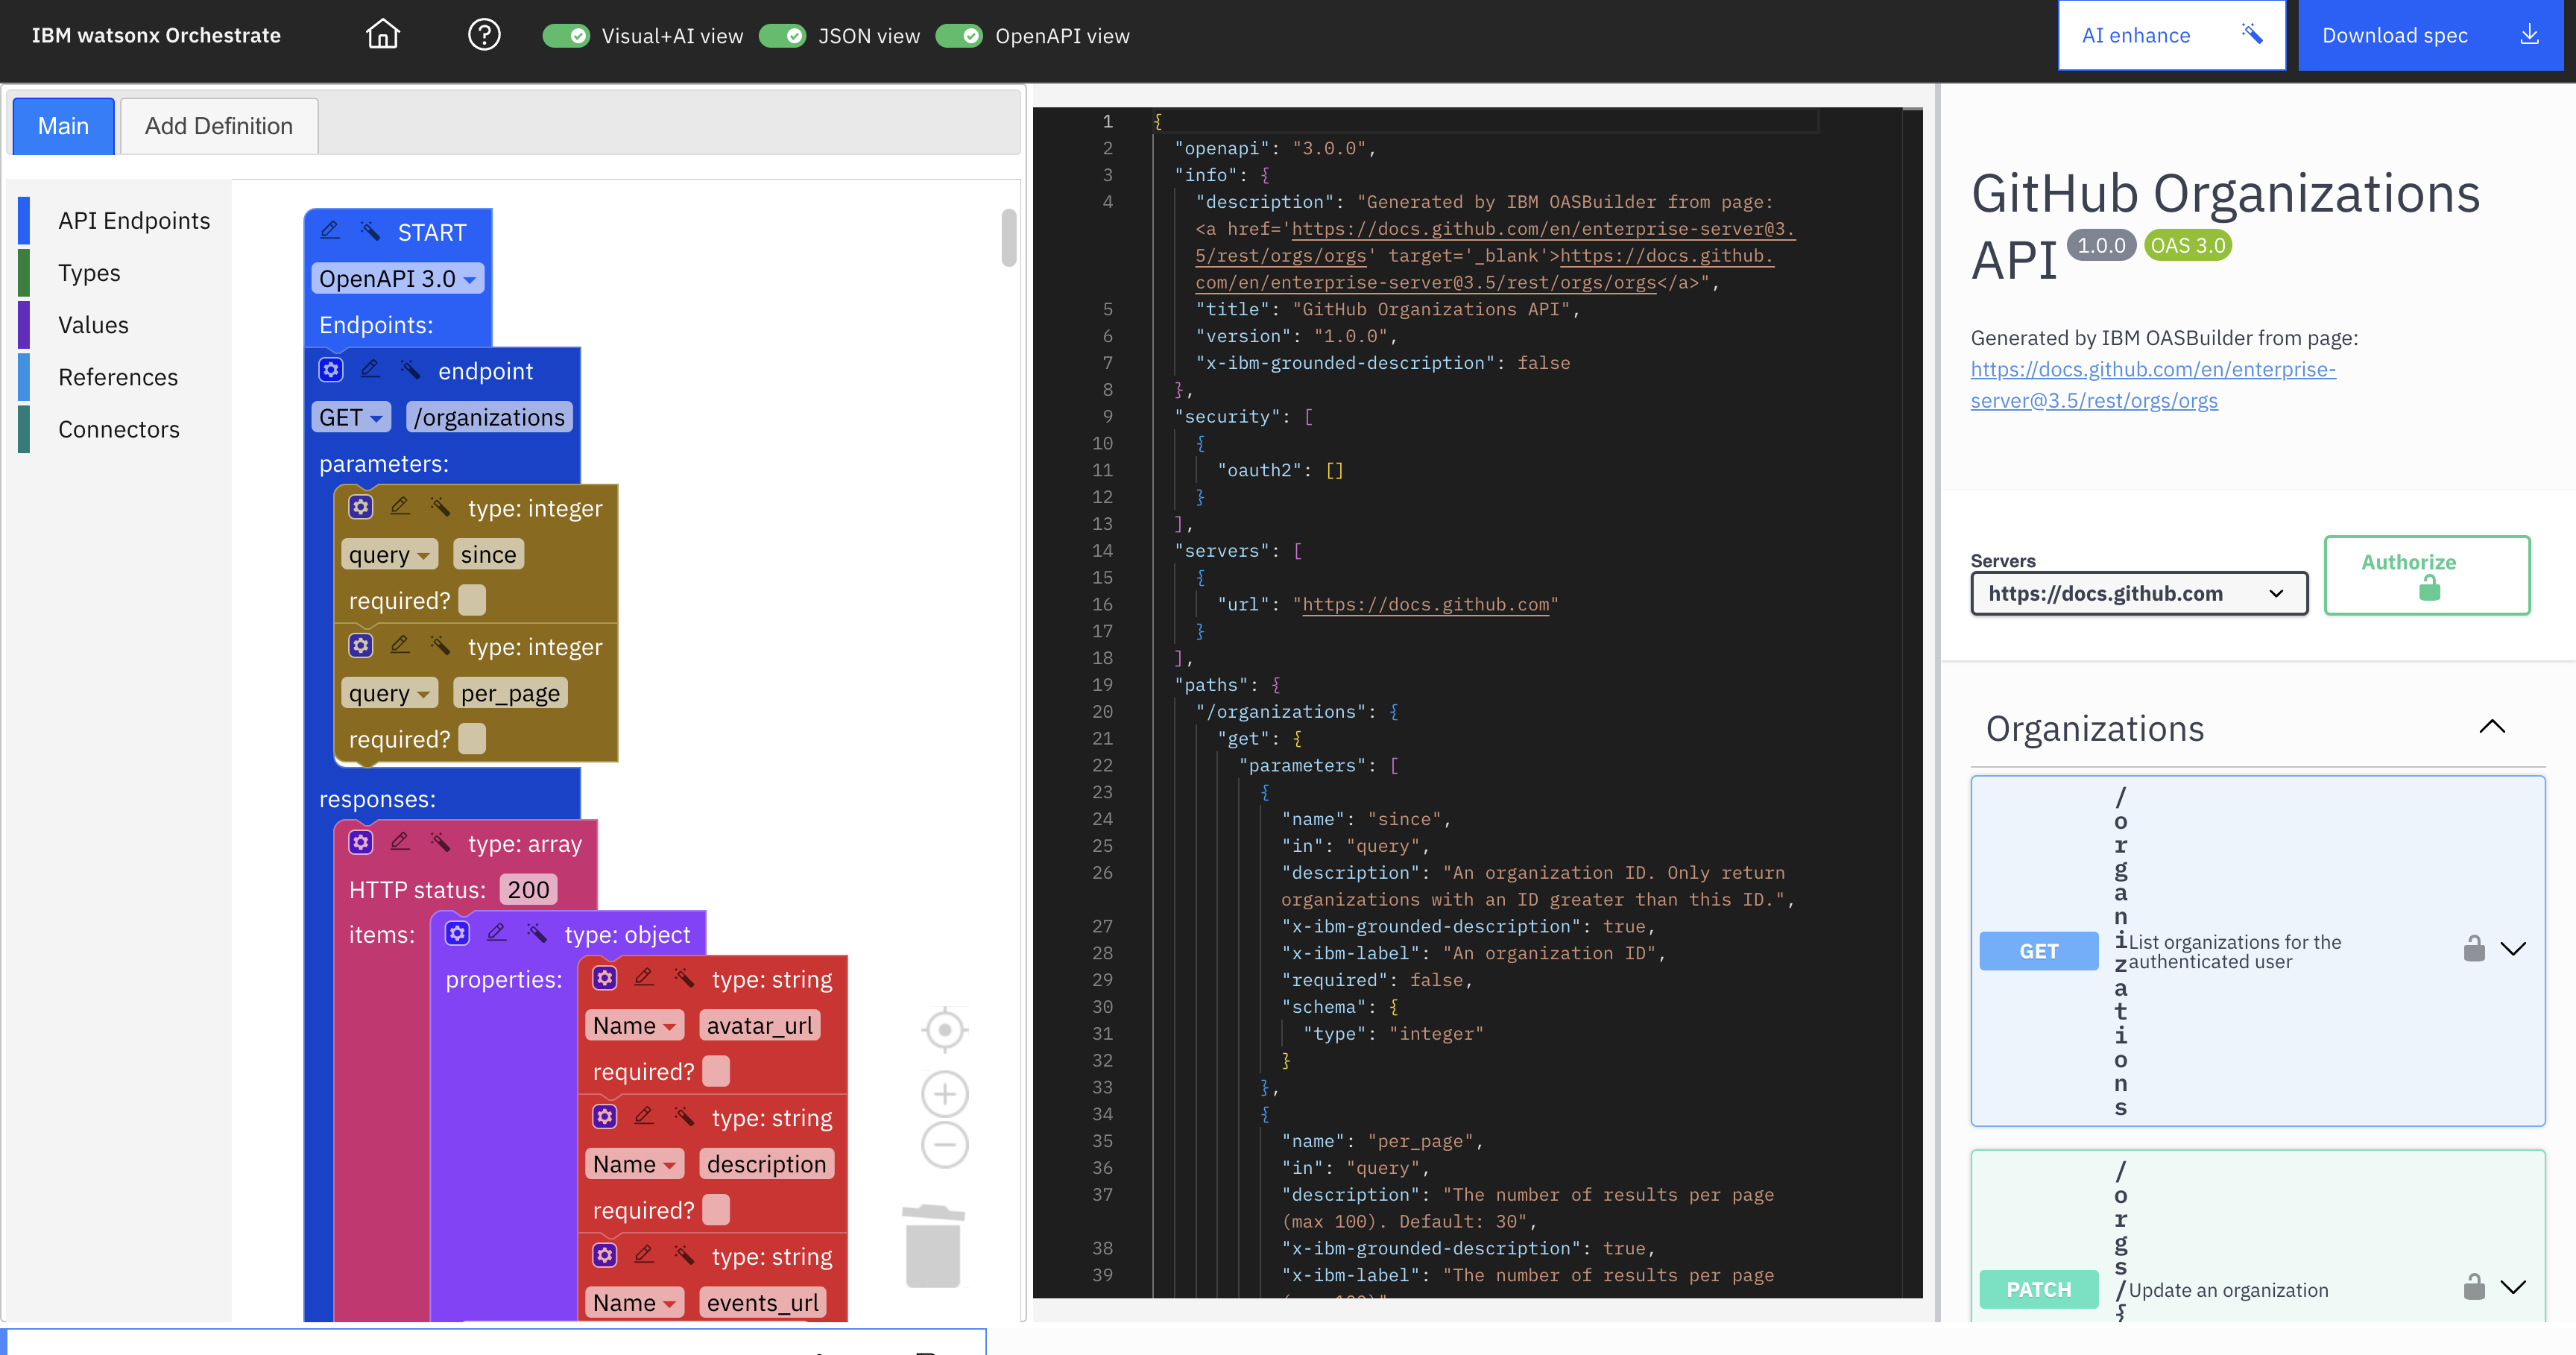 IBM watsonx Orchestrate
Visual+AI view
JSON view
OpenAPI view
AI enhance
Download spec
Main
Add Definition
API Endpoints
Types
Values
References
Connectors
START
OpenAPI 3.0
Endpoints:
endpoint
GET /organizations
parameters:
type: integer
query since
required?
type: integer
query per_page
required?
responses:
type: array
HTTP status: 200
items: type: object
properties: type: string
Name avatar_url
required?
type: string
Name description
required?
type: string
Name events_url
1 {
2 "openapi": "3.0.0",
3 "info": {
4 "description": "Generated by IBM OASBuilder from page:
<a href='https://docs.github.com/en/enterprise-server@3.
5/rest/orgs/orgs' target='_blank'>https://docs.github.
com/en/enterprise-server@3.5/rest/orgs/orgs</a>",
5 "title": "GitHub Organizations API",
6 "version": "1.0.0",
7 "x-ibm-grounded-description": false
8 },
9 "security": [
10 {
11 "oauth2": []
12 }
13 ],
14 "servers": [
15 {
16 "url": "https://docs.github.com"
17 }
18 ],
19 "paths": {
20 "/organizations": {
21 "get": {
22 "parameters": [
23 {
24 "name": "since",
25 "in": "query",
26 "description": "An organization ID. Only return
organizations with an ID greater than this ID.",
27 "x-ibm-grounded-description": true,
28 "x-ibm-label": "An organization ID",
29 "required": false,
30 "schema": {
31 "type": "integer"
32 }
33 },
34 {
35 "name": "per_page",
36 "in": "query",
37 "description": "The number of results per page
(max 100). Default: 30",
38 "x-ibm-grounded-description": true,
39 "x-ibm-label": "The number of results per page
GitHub Organizations
API 1.0.0 OAS 3.0
Generated by IBM OASBuilder from page:
https://docs.github.com/en/enterprise-
server@3.5/rest/orgs/orgs
Servers
https://docs.github.com
Authorize
Organizations
GET
/organizations
List organizations for the
authenticated user
PATCH
/orgs/{
Update an organization